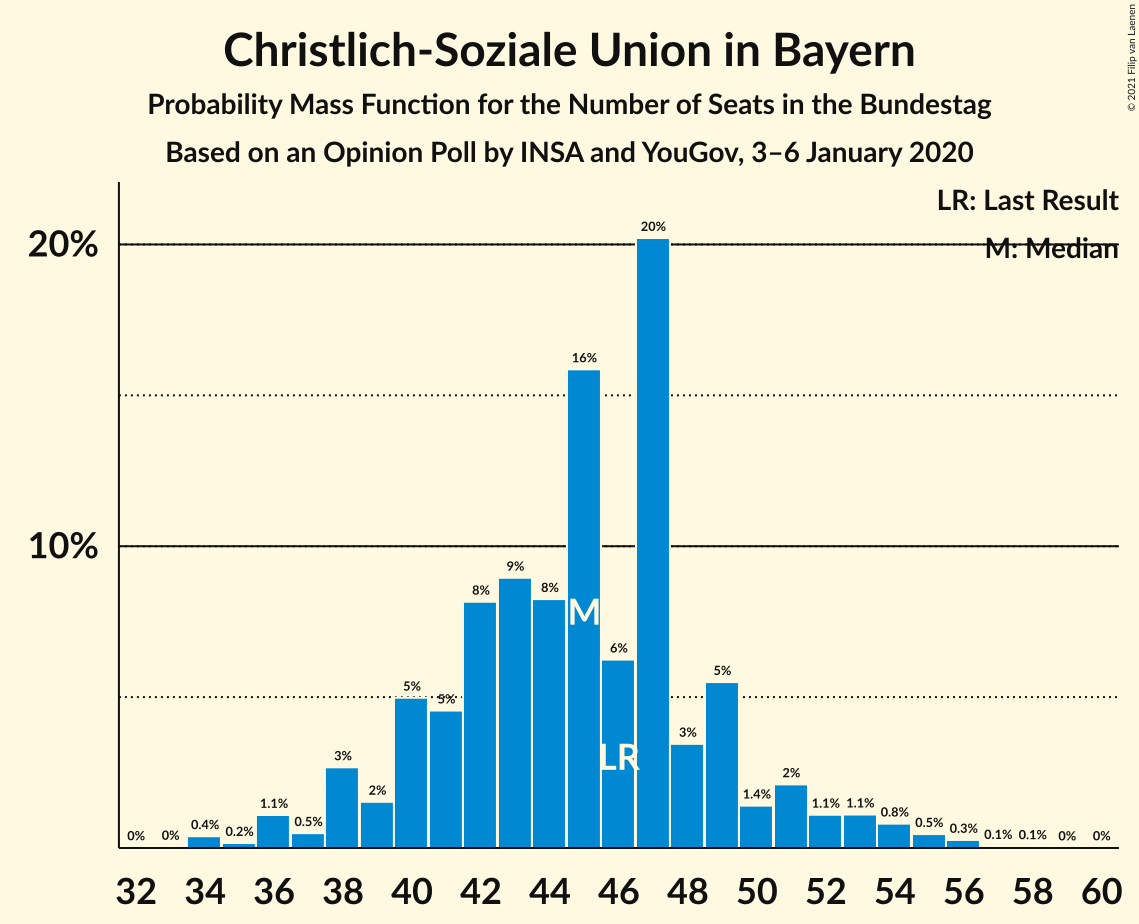 Christlich-Soziale Union in Bayern
Probability Mass Function for the Number of Seats in the Bundestag
Based on an Opinion Poll by INSA and YouGov, 3–6 January 2020
© 2021 Filip van Laenen
LR: Last Result
M: Median
20%
10%
0% 0% 0.4% 0.2% 1.1% 0.5% 3% 2% 5% 5% 8% 9% 8% 16% 6% 20% 3% 5% 1.4% 2% 1.1% 1.1% 0.8% 0.5% 0.3% 0.1% 0.1% 0% 0%
M
LR
32 34 36 38 40 42 44 46 48 50 52 54 56 58 60